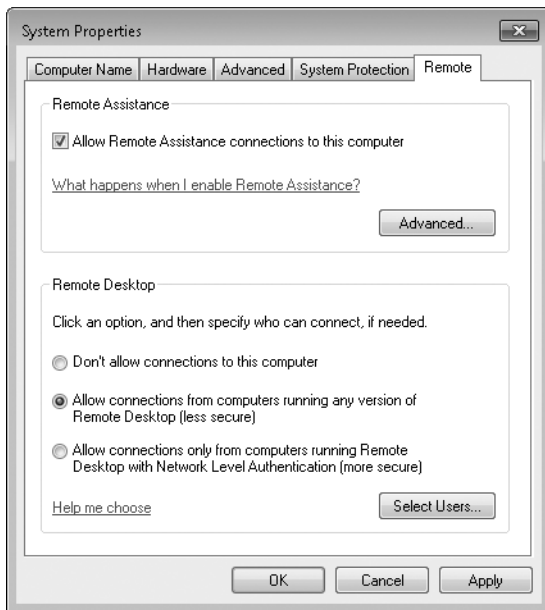 System Properties
Computer Name
Hardware
Advanced
System Protection
Remote
Remote Assistance
Allow Remote Assistance connections to this computer
What happens when I enable Remote Assistance?
Advanced...
Remote Desktop
Click an option, and then specify who can connect, if needed.
Don't allow connections to this computer
Allow connections from computers running any version of
Remote Desktop (less secure)
Allow connections only from computers running Remote
Desktop with Network Level Authentication (more secure)
Help me choose
Select Users...
OK
Cancel
Apply